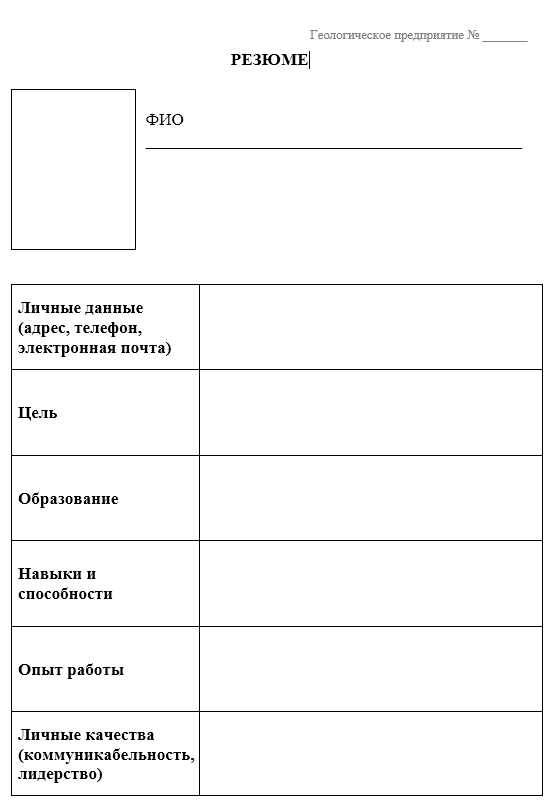 Геологическое предприятие № _______
РЕЗЮМЕ
ФИО
_______________________________________________
Личные данные
(адрес, телефон,
электронная почта)
Цель
Образование
Навыки и
способности
Опыт работы
Личные качества
(коммуникабельность,
лидерство)